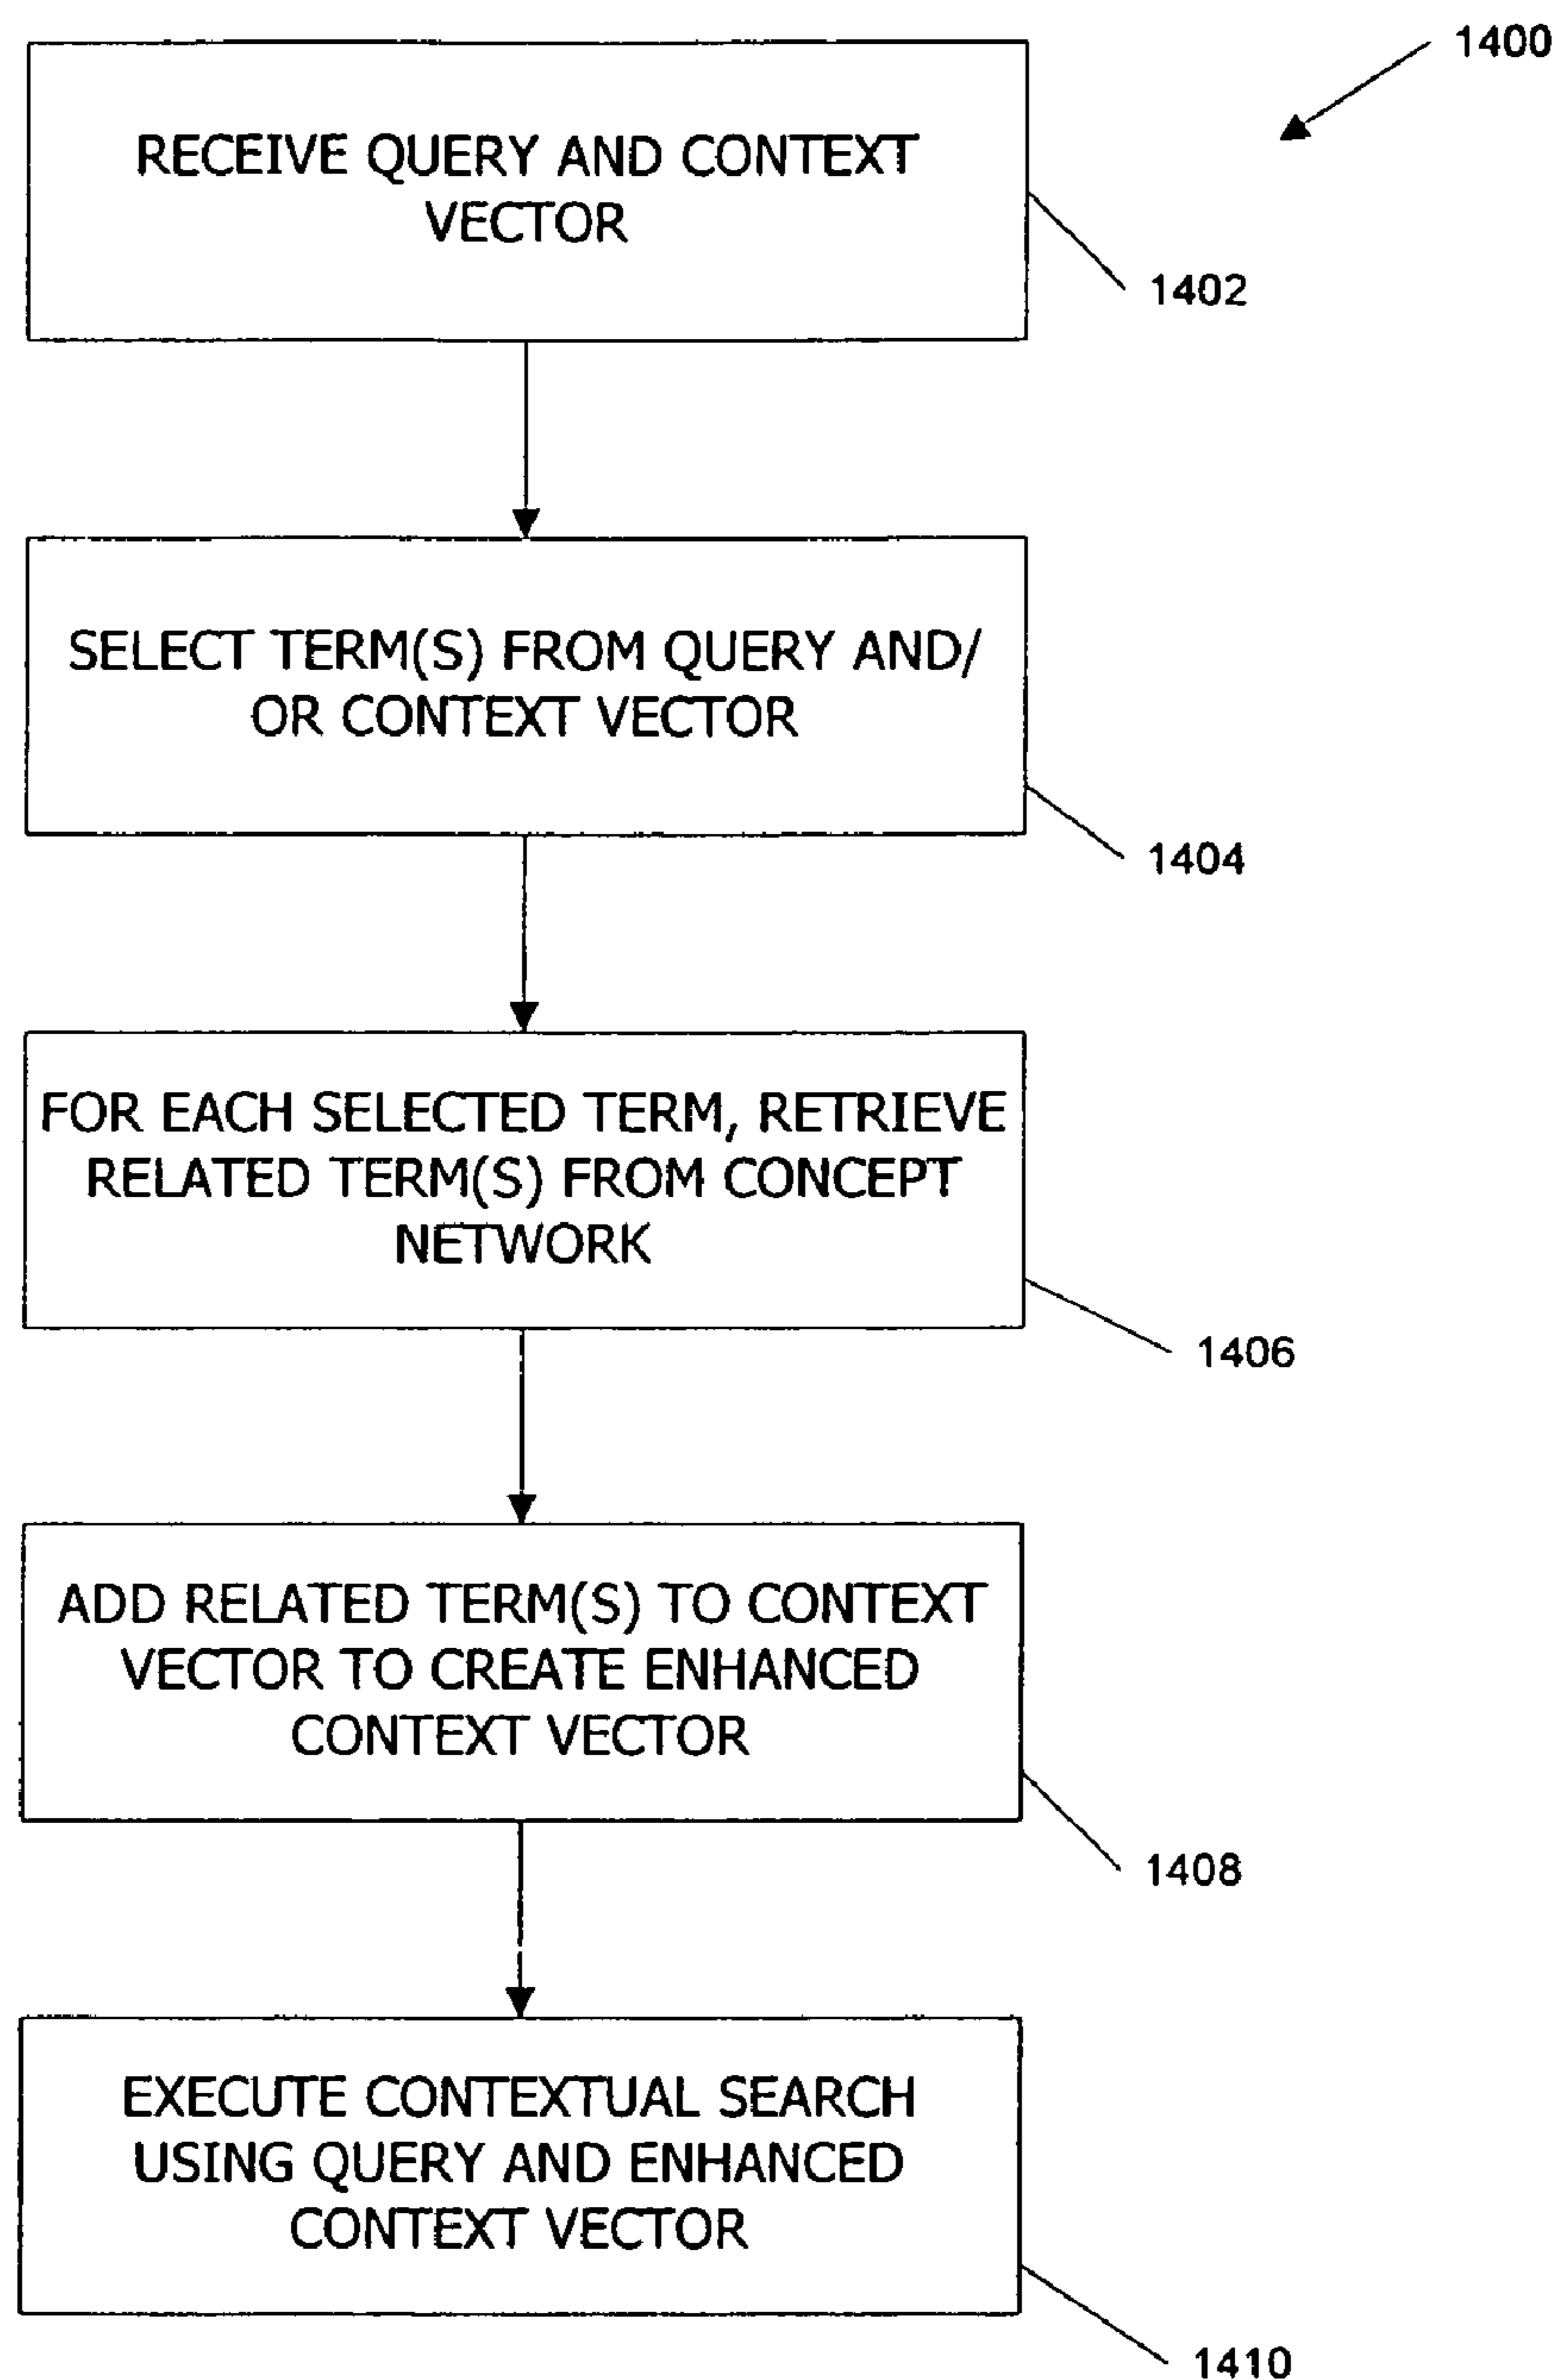 1400
RECEIVE QUERY AND CONTEXT
VECTOR
1402
SELECT TERM(S) FROM QUERY AND/
OR CONTEXT VECTOR
1404
FOR EACH SELECTED TERM, RETRIEVE
RELATED TERM(S) FROM CONCEPT
NETWORK
1406
ADD RELATED TERM(S) TO CONTEXT
VECTOR TO CREATE ENHANCED
CONTEXT VECTOR
1408
EXECUTE CONTEXTUAL SEARCH
USING QUERY AND ENHANCED
CONTEXT VECTOR
1410